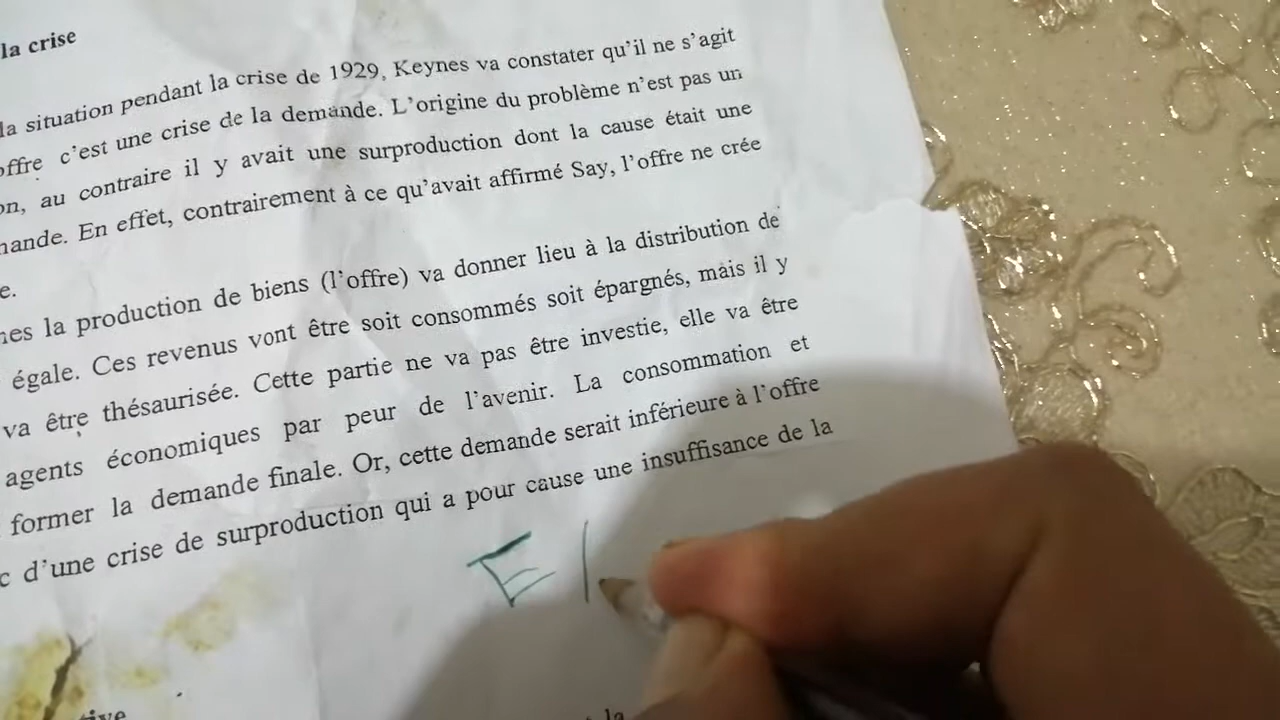 la crise
la situation pendant la crise de 1929, Keynes va constater qu'il ne s'agit
offre c'est une crise de la demande. L'origine du problème n'est pas un
on, au contraire il y avait une surproduction dont la cause était une
mande. En effet, contrairement à ce qu'avait affirmé Say, l'offre ne crée
e.
nes la production de biens (l'offre) va donner lieu à la distribution de
égale. Ces revenus vont être soit consommés soit épargnés, mais il y
va être thésaurisée. Cette partie ne va pas être investie, elle va être
agents économiques par peur de l'avenir. La consommation et
former la demande finale. Or, cette demande serait inférieure à l'offre
c d'une crise de surproduction qui a pour cause une insuffisance de la
E
tive la